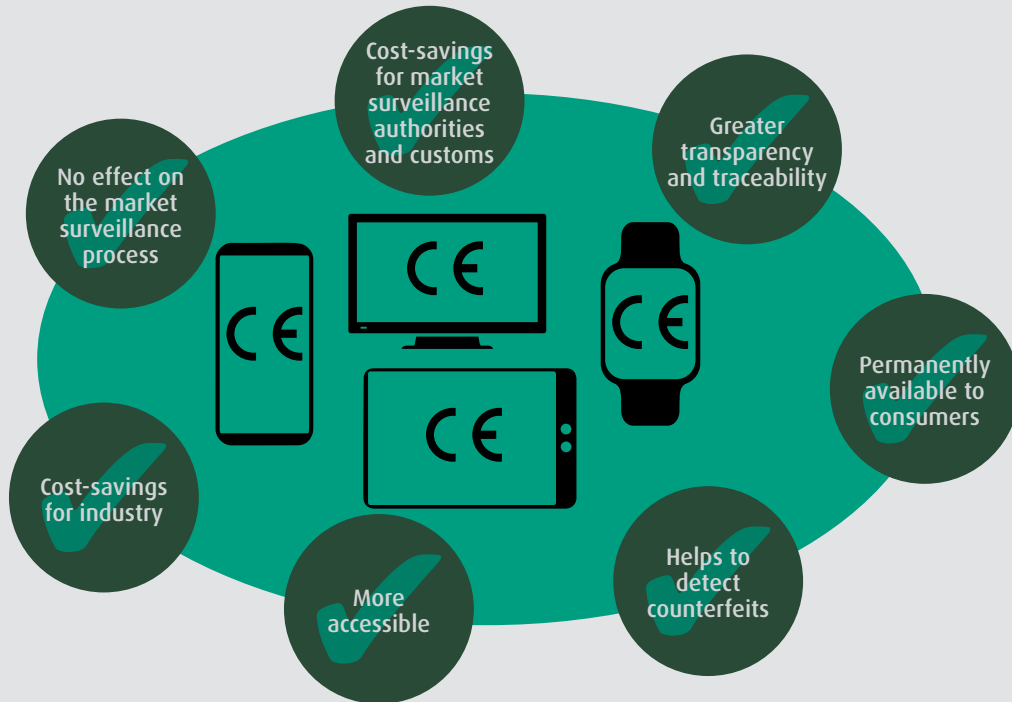 Cost-savings
for market
surveillance
authorities
and customs
Greater
transparency
and traceability
No effect on
the market
surveillance
process
CE
CE
CE
CE
Permanently
available to
consumers
Cost-savings
for industry
Helps to
detect
counterfeits
More
accessible